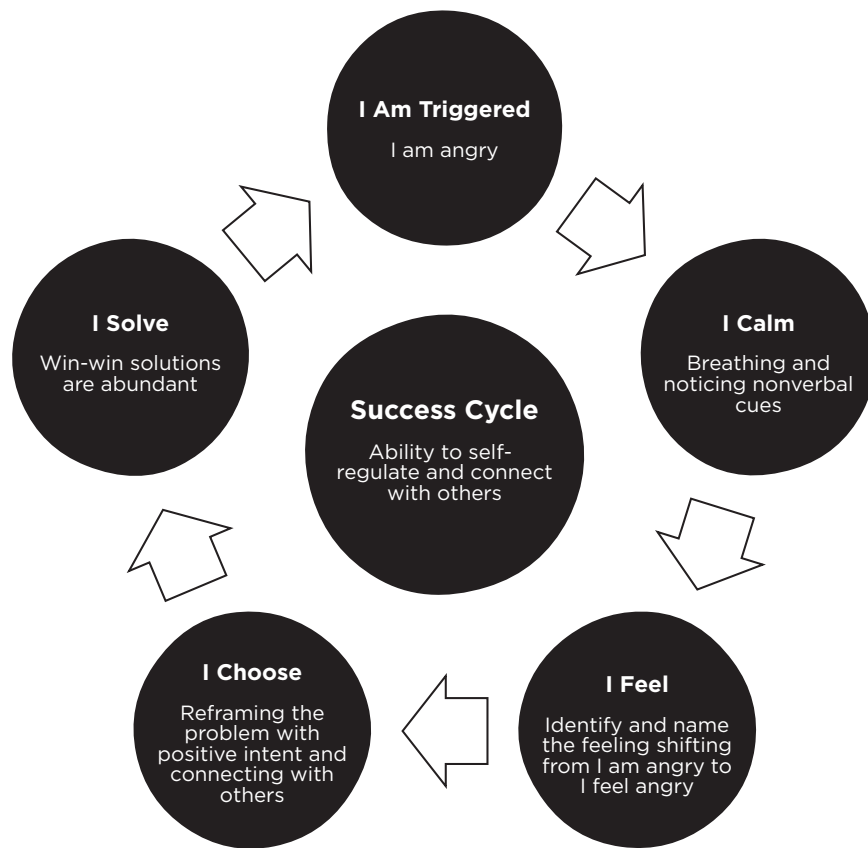 I Am Triggered
I am angry
I Calm
Breathing and
noticing nonverbal
cues
I Feel
Identify and name
the feeling shifting
from I am angry to
I feel angry
I Choose
Reframing the
problem with
positive intent and
connecting with
others
I Solve
Win-win solutions
are abundant
Success Cycle
Ability to self-
regulate and connect
with others